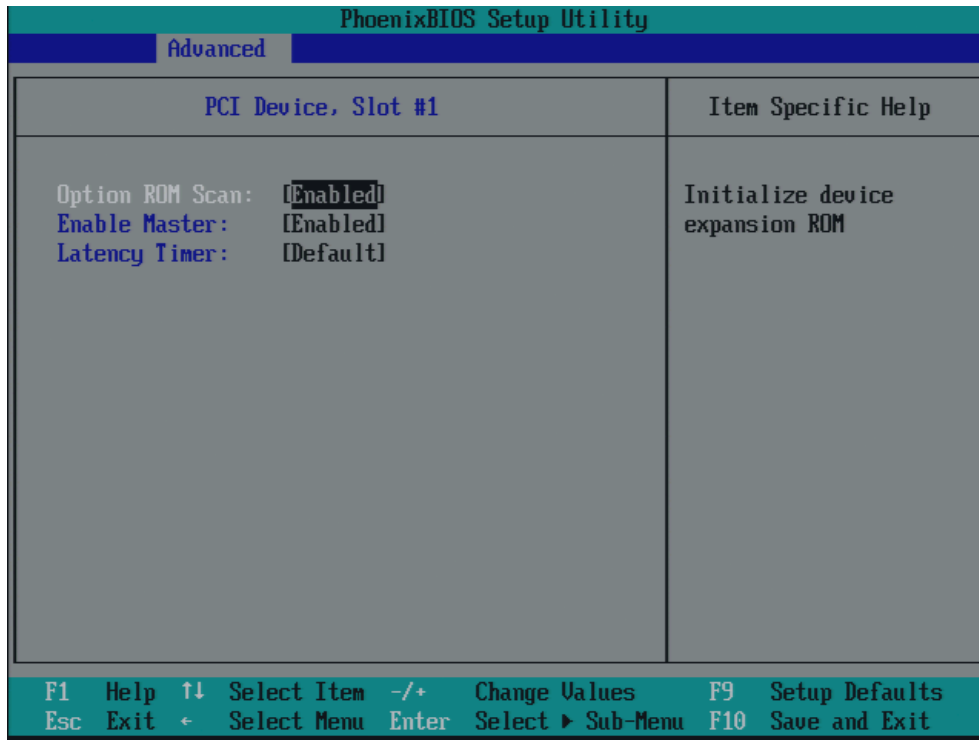 PhoenixBIOS Setup Utility
Advanced
PCI Device, Slot #1
Item Specific Help
Option ROM Scan: [Enabled]
Enable Master: [Enabled]
Latency Timer: [Default]
Initialize device
expansion ROM
F1 Help ↑↓ Select Item -/+ Change Values F9 Setup Defaults
Esc Exit ← Select Menu Enter Select ▶ Sub-Menu F10 Save and Exit